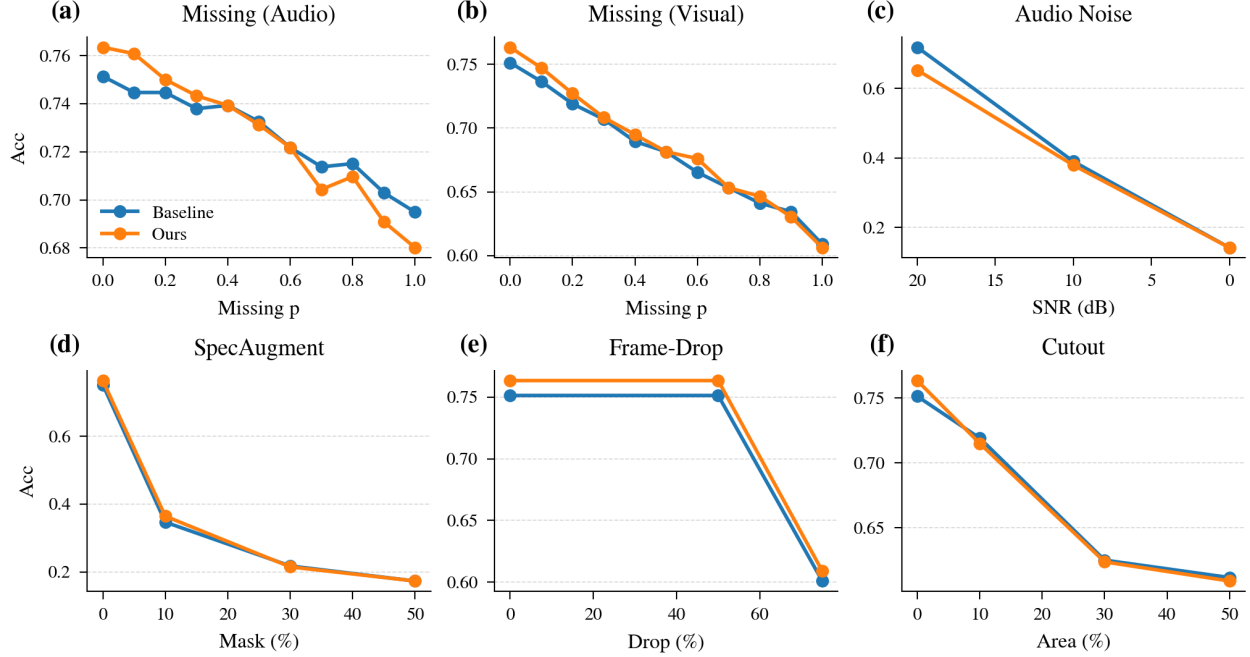 (a) Missing (Audio)
0.76
0.74
0.72
0.70
0.68
Acc
Baseline
Ours
0.0 0.2 0.4 0.6 0.8 1.0
Missing p
(b) Missing (Visual)
0.75
0.70
0.65
0.60
0.0 0.2 0.4 0.6 0.8 1.0
Missing p
(c) Audio Noise
0.6
0.4
0.2
20 15 10 5 0
SNR (dB)
(d) SpecAugment
0.6
0.4
0.2
Acc
0 10 20 30 40 50
Mask (%)
(e) Frame-Drop
0.75
0.70
0.65
0.60
0 20 40 60
Drop (%)
(f) Cutout
0.75
0.70
0.65
0 10 20 30 40 50
Area (%)